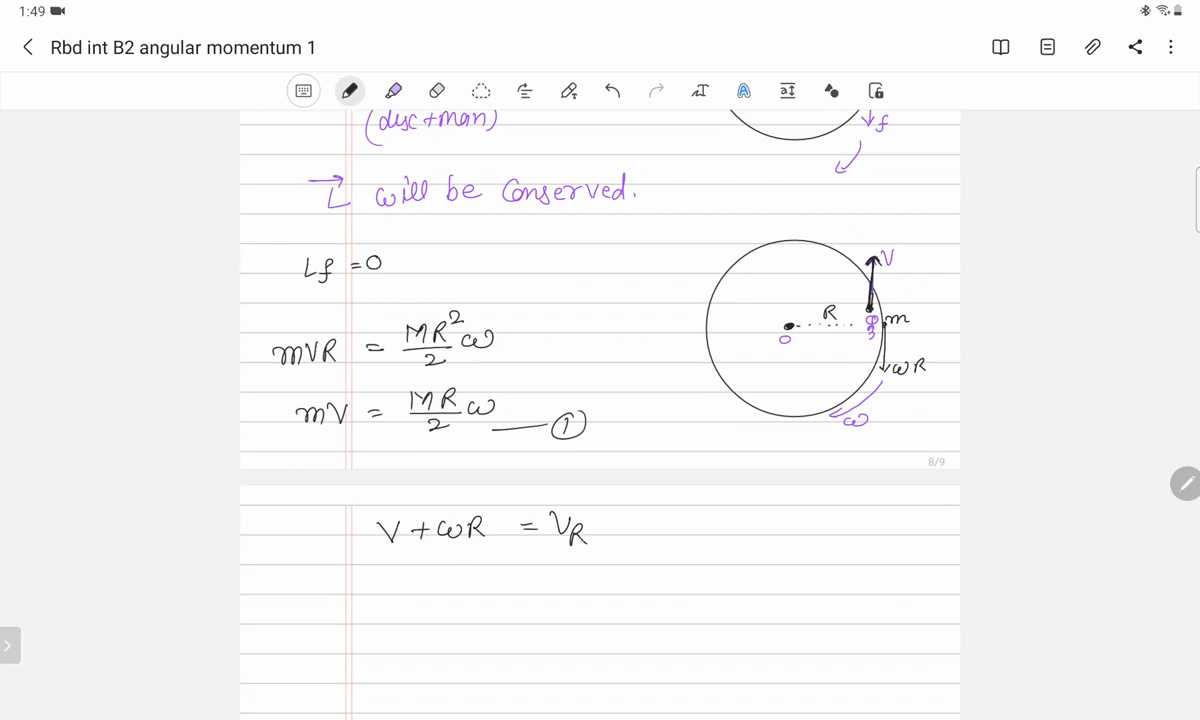 1:49
Rbd int B2 angular momentum 1
(dysc+man)
f
L⃗ will be Conserved.
Lf = 0
V
R
m
O
ωR
ω
mVR = MR²/2 ω
mV = MR/2 ω —— ①
8/9
V + ωR = V_R